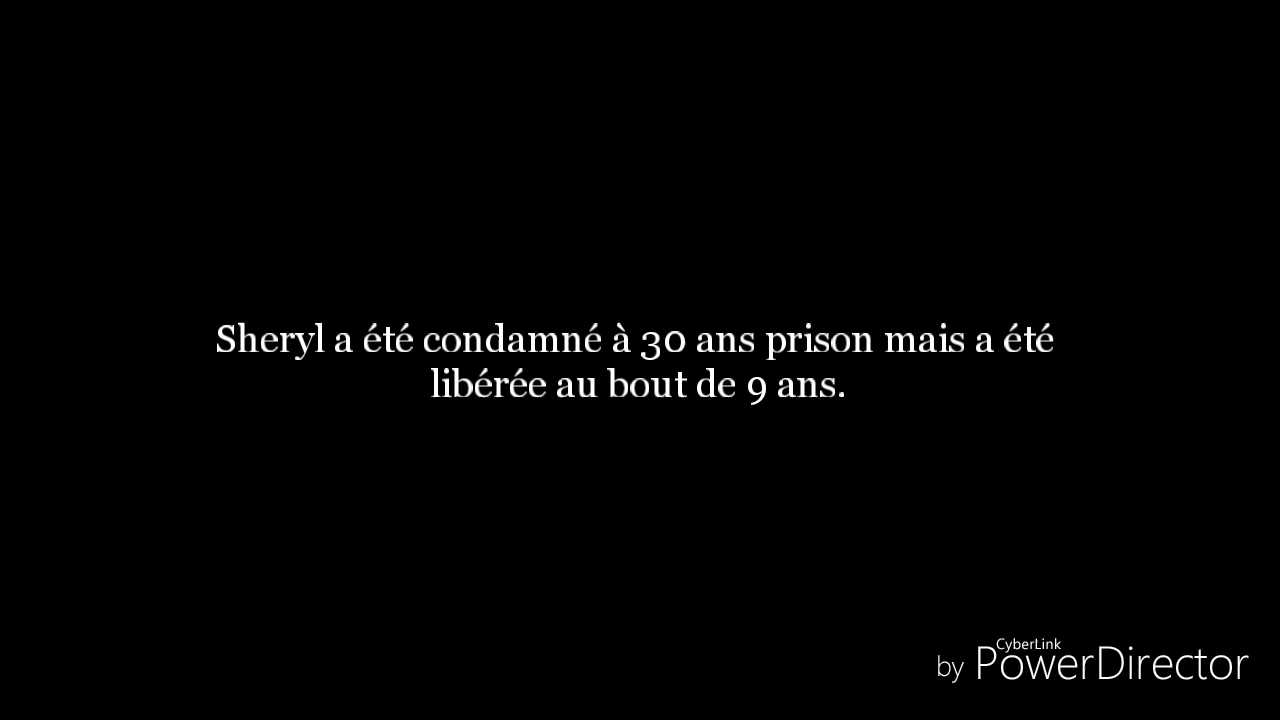 Sheryl a été condamné à 30 ans prison mais a été
libérée au bout de 9 ans.
CyberLink
by PowerDirector